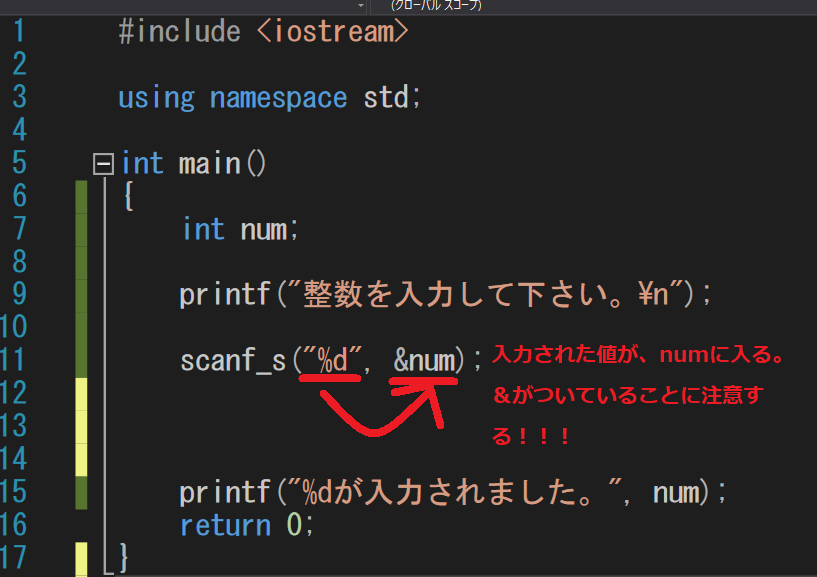 (グローバル スコープ)
1 #include <iostream>
2
3 using namespace std;
4
5 int main()
6 {
7 int num;
8
9 printf("整数を入力して下さい。¥n");
10
11 scanf_s("%d", &num); 入力された値が、numに入る。
12 &がついていることに注意す
13 る！！！
14
15 printf("%dが入力されました。", num);
16 return 0;
17 }